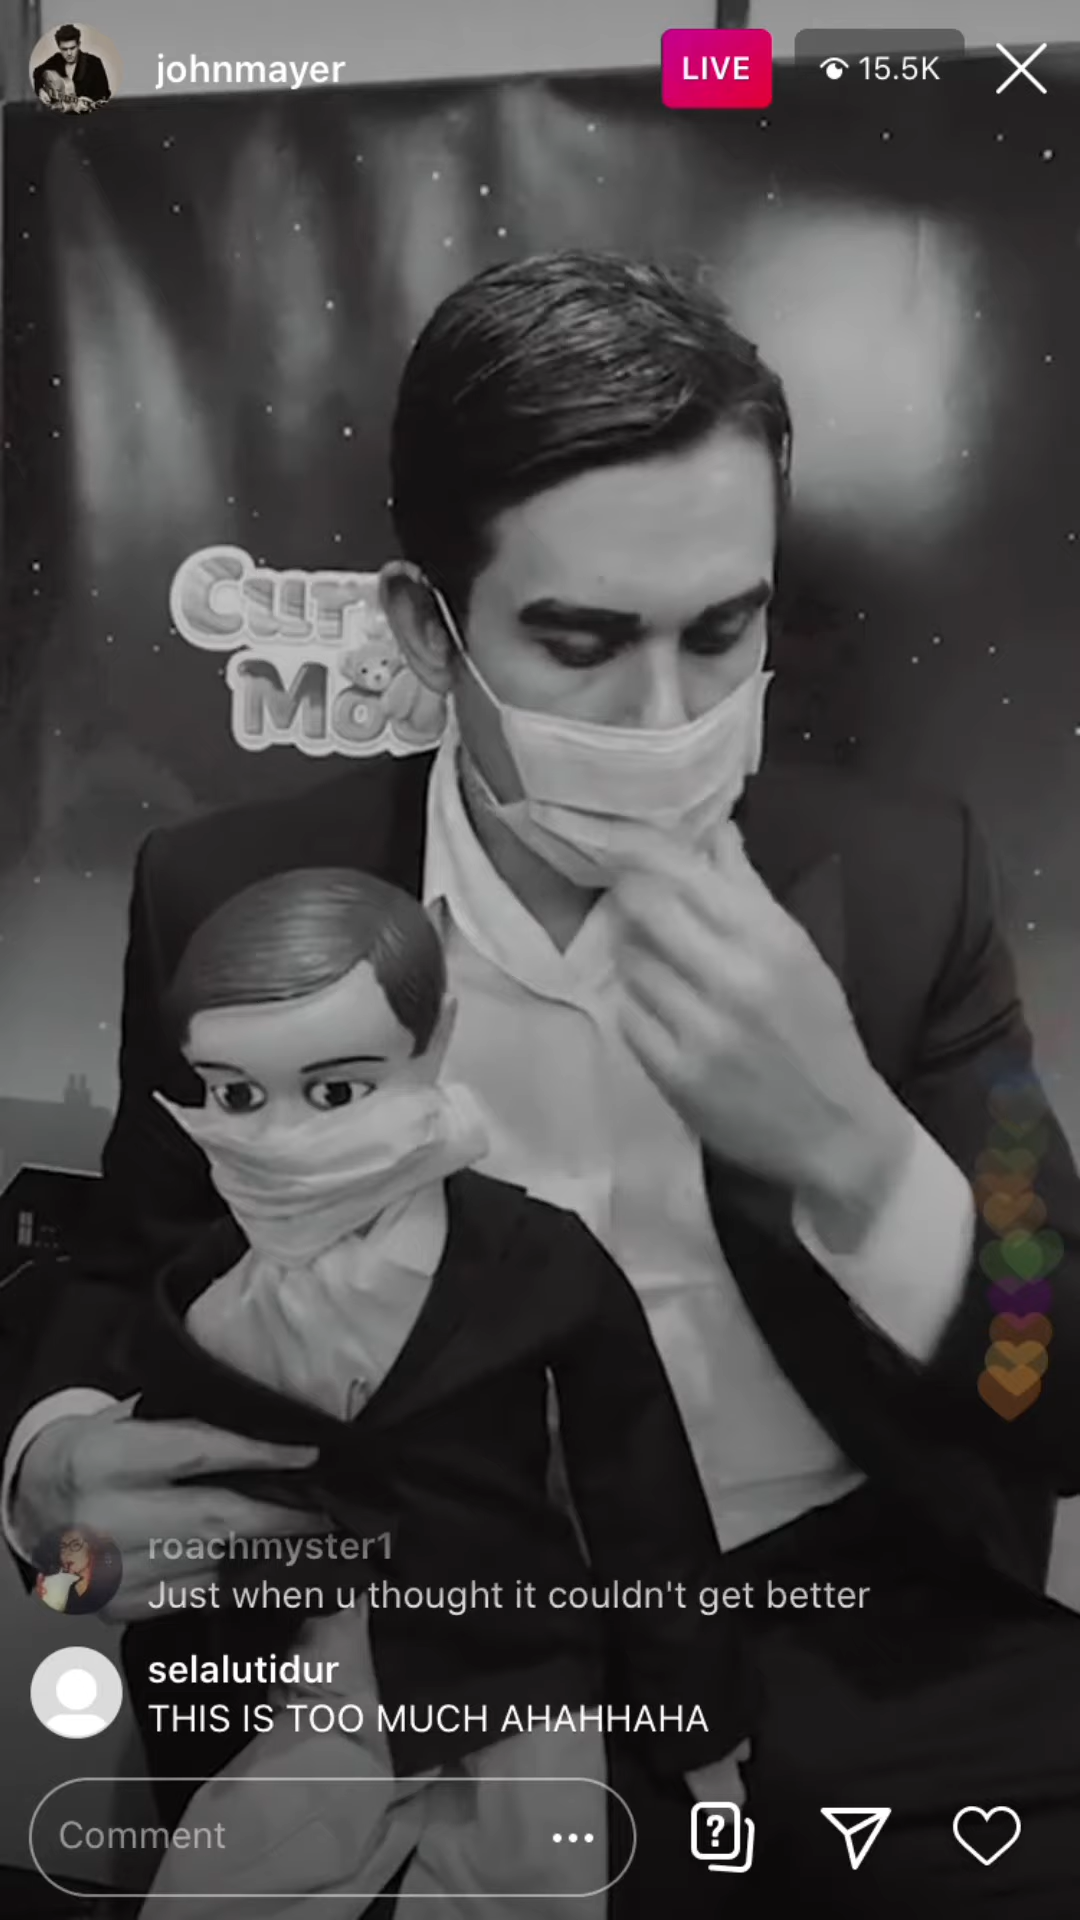 johnmayer
LIVE
15.5K
roachmyster1
Just when u thought it couldn't get better
selalutidur
THIS IS TOO MUCH AHAHHAHA
Comment